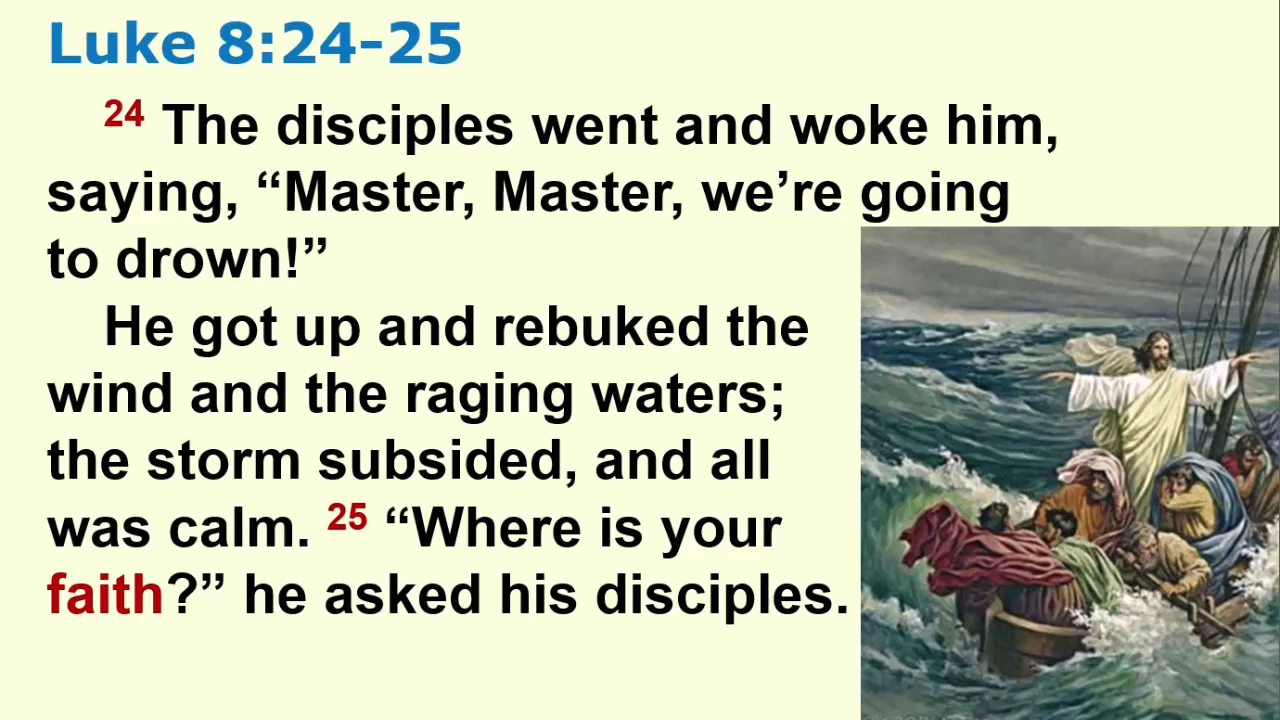 Luke 8:24-25
24 The disciples went and woke him,
saying, “Master, Master, we’re going
to drown!”
He got up and rebuked the
wind and the raging waters;
the storm subsided, and all
was calm. 25 “Where is your
faith?” he asked his disciples.